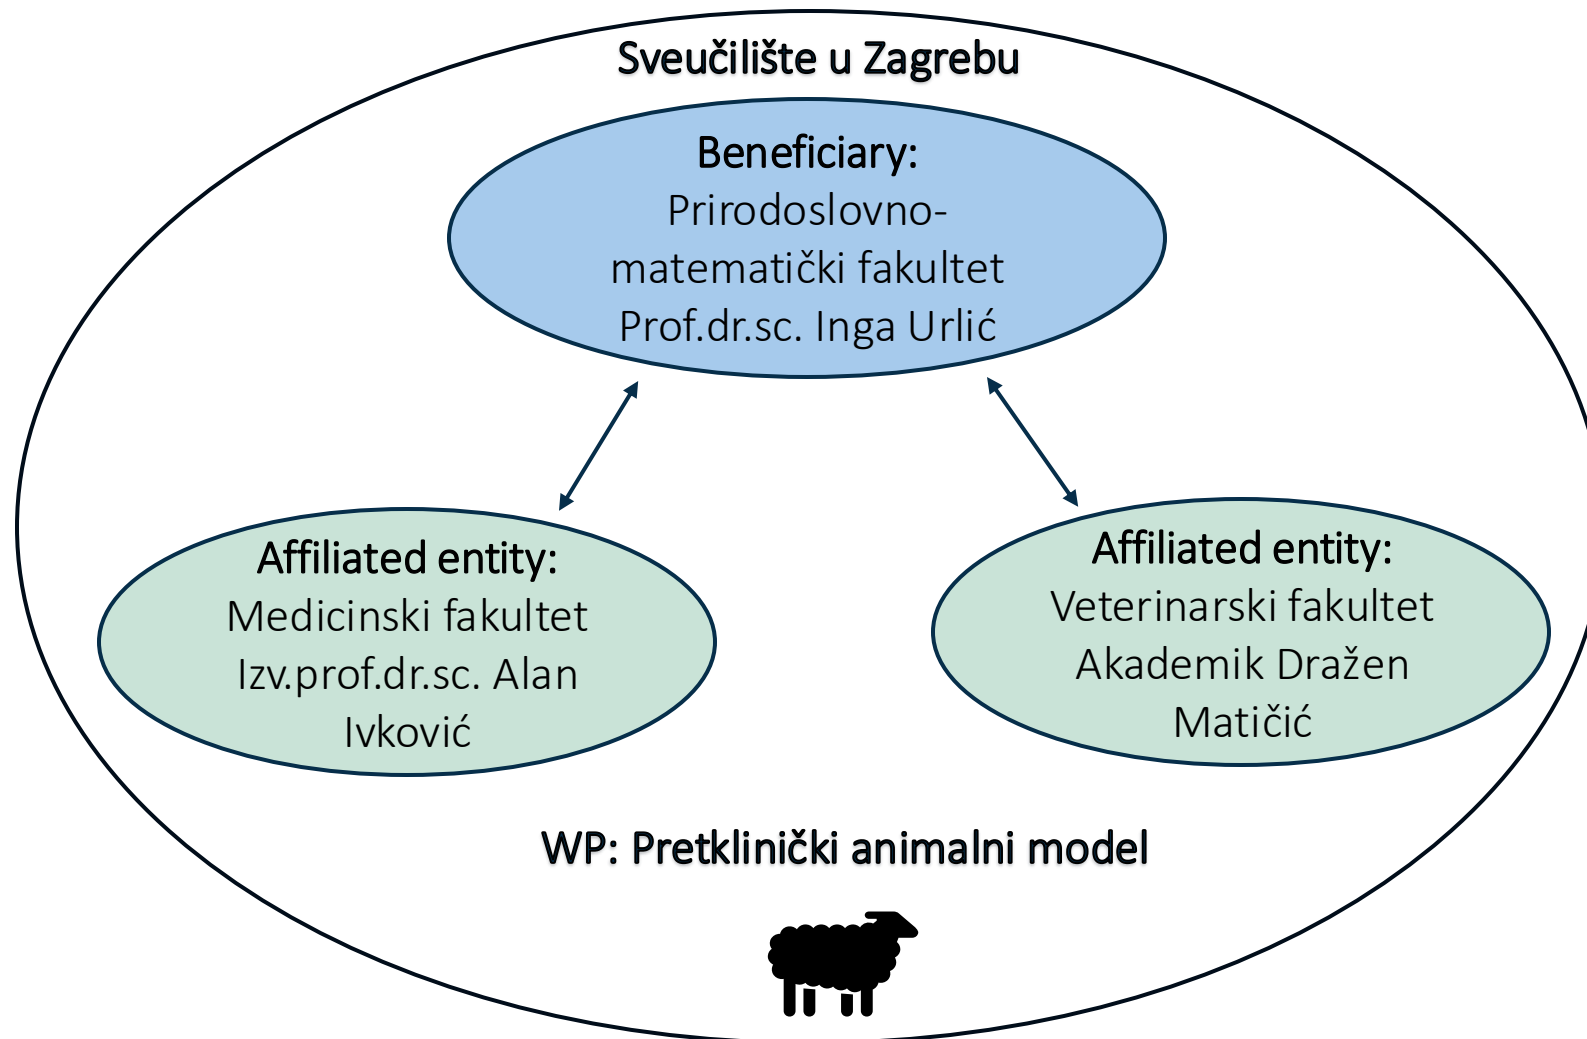 Sveučilište u Zagrebu
Beneficiary:
Prirodoslovno-
matematički fakultet
Prof.dr.sc. Inga Urlić
Affiliated entity:
Medicinski fakultet
Izv.prof.dr.sc. Alan
Ivković
Affiliated entity:
Veterinarski fakultet
Akademik Dražen
Matičić
WP: Pretklinički animalni model